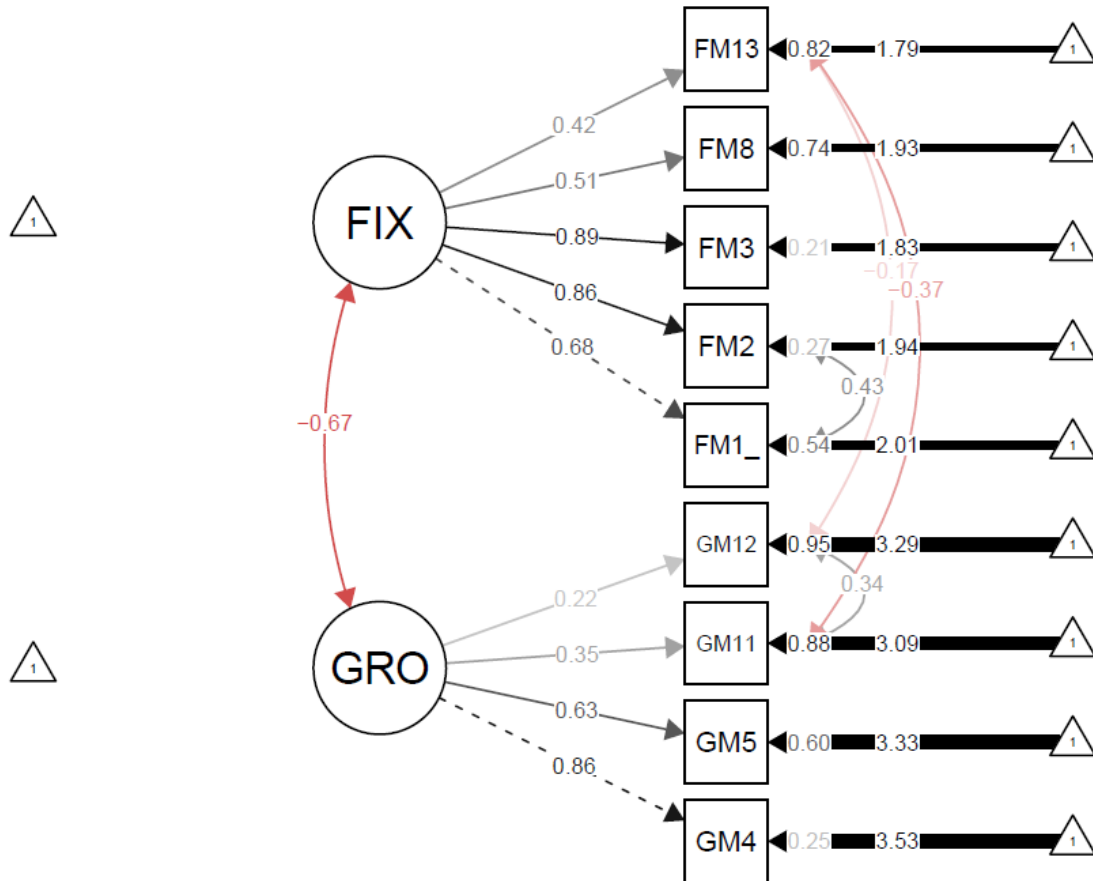 FM13 0.82 1.79 1
0.42
FM8 0.74 1.93 1
0.51
1 FIX
0.89 FM3 0.21 1.83 1
−0.17
−0.37
0.86
FM2 0.27 1.94 1
0.68
0.43
−0.67
FM1_ 0.54 2.01 1
GM12 0.95 3.29 1
0.22 0.34
GM11 0.88 3.09 1
0.35
1 GRO
0.63
GM5 0.60 3.33 1
0.86
GM4 0.25 3.53 1